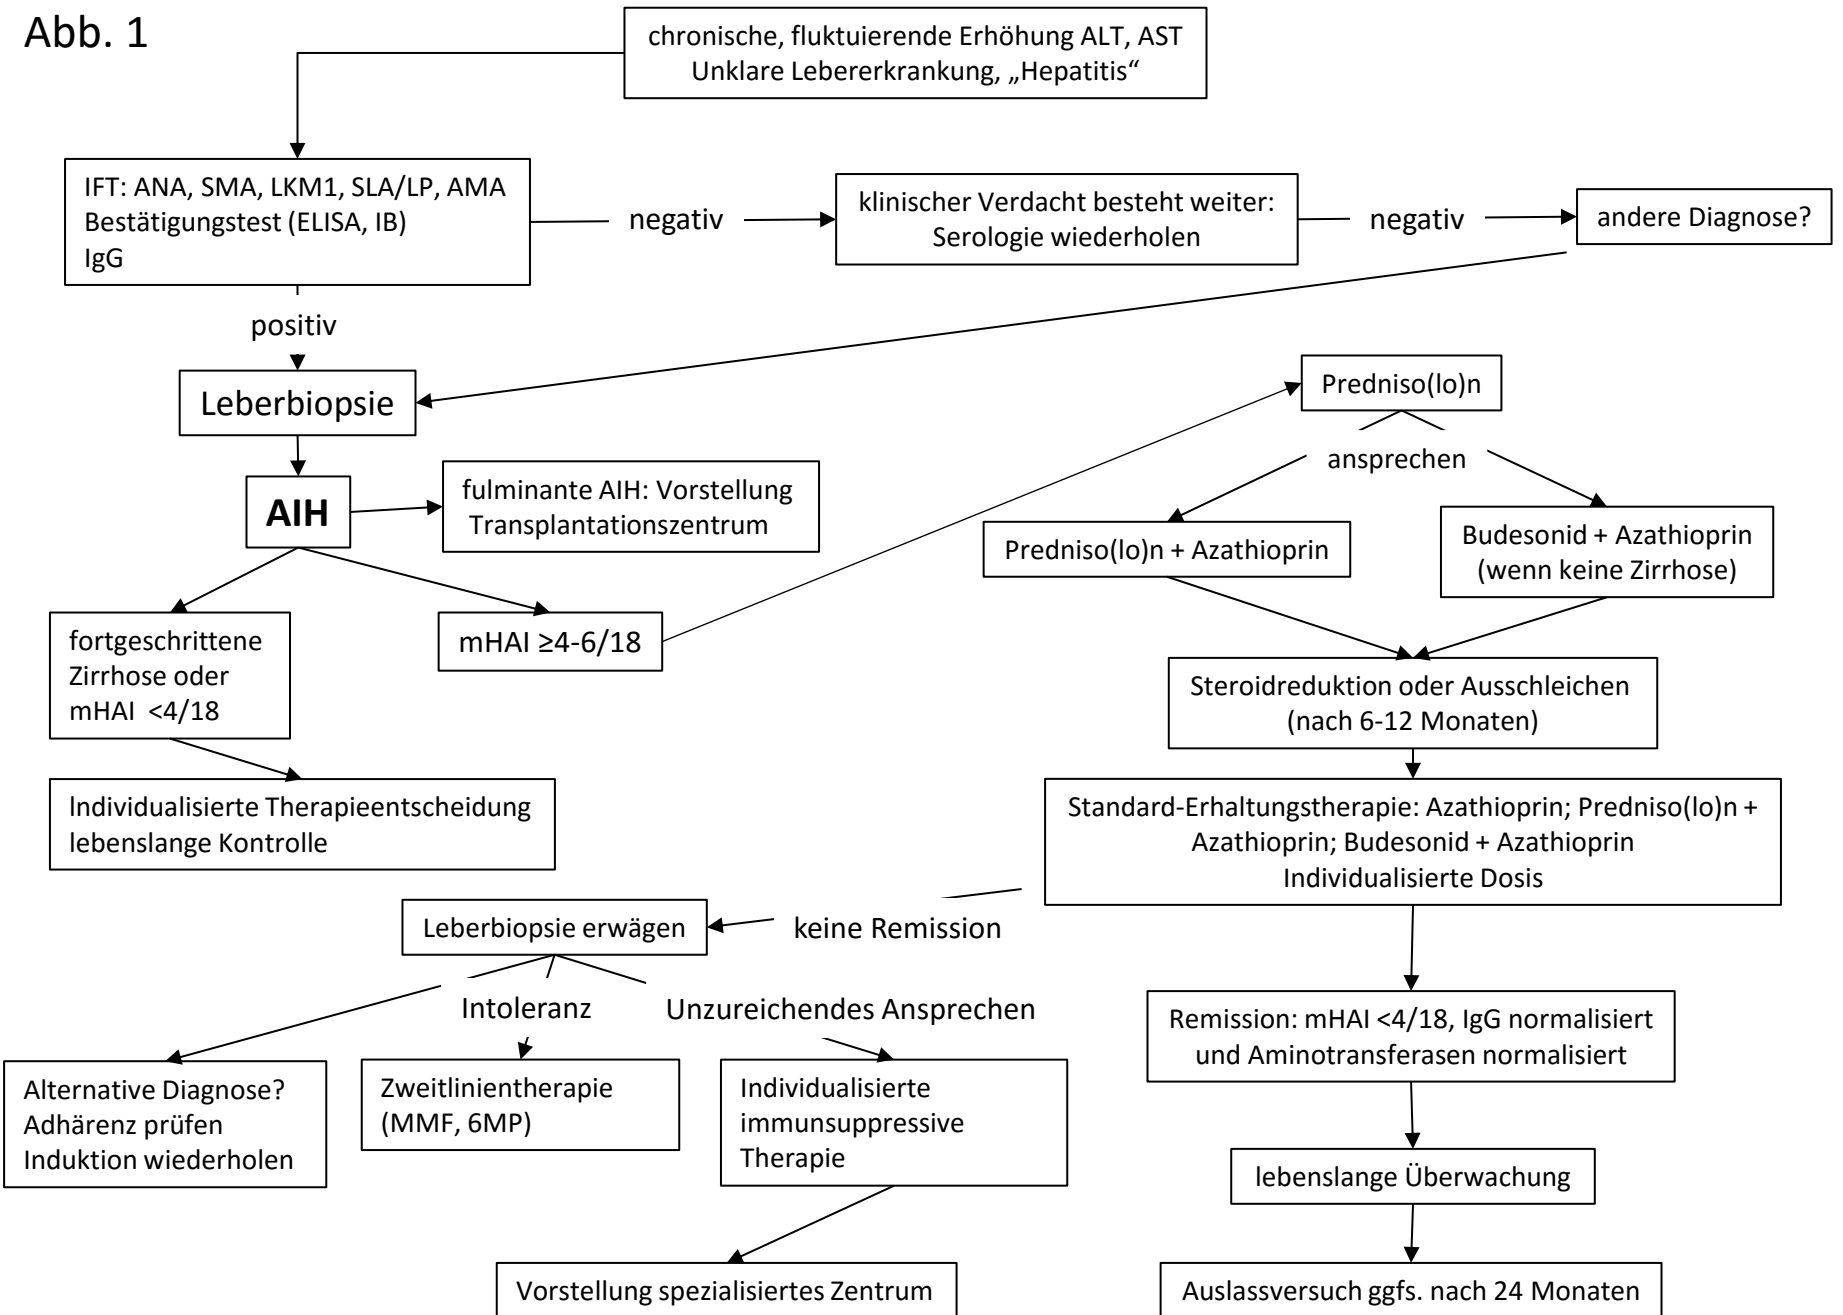 Abb. 1
chronische, fluktuierende Erhöhung ALT, AST
Unklare Lebererkrankung, „Hepatitis“
IFT: ANA, SMA, LKM1, SLA/LP, AMA
Bestätigungstest (ELISA, IB)
IgG
negativ
klinischer Verdacht besteht weiter:
Serologie wiederholen
negativ
andere Diagnose?
positiv
Leberbiopsie
AIH
fulminante AIH: Vorstellung
Transplantationszentrum
fortgeschrittene
Zirrhose oder
mHAI <4/18
mHAI ≥4-6/18
Individualisierte Therapieentscheidung
lebenslange Kontrolle
Predniso(lo)n
ansprechen
Predniso(lo)n + Azathioprin
Budesonid + Azathioprin
(wenn keine Zirrhose)
Steroidreduktion oder Ausschleichen
(nach 6-12 Monaten)
Standard-Erhaltungstherapie: Azathioprin; Predniso(lo)n +
Azathioprin; Budesonid + Azathioprin
Individualisierte Dosis
keine Remission
Leberbiopsie erwägen
Intoleranz
Unzureichendes Ansprechen
Alternative Diagnose?
Adhärenz prüfen
Induktion wiederholen
Zweitlinientherapie
(MMF, 6MP)
Individualisierte
immunsuppressive
Therapie
Vorstellung spezialisiertes Zentrum
Remission: mHAI <4/18, IgG normalisiert
und Aminotransferasen normalisiert
lebenslange Überwachung
Auslassversuch ggfs. nach 24 Monaten